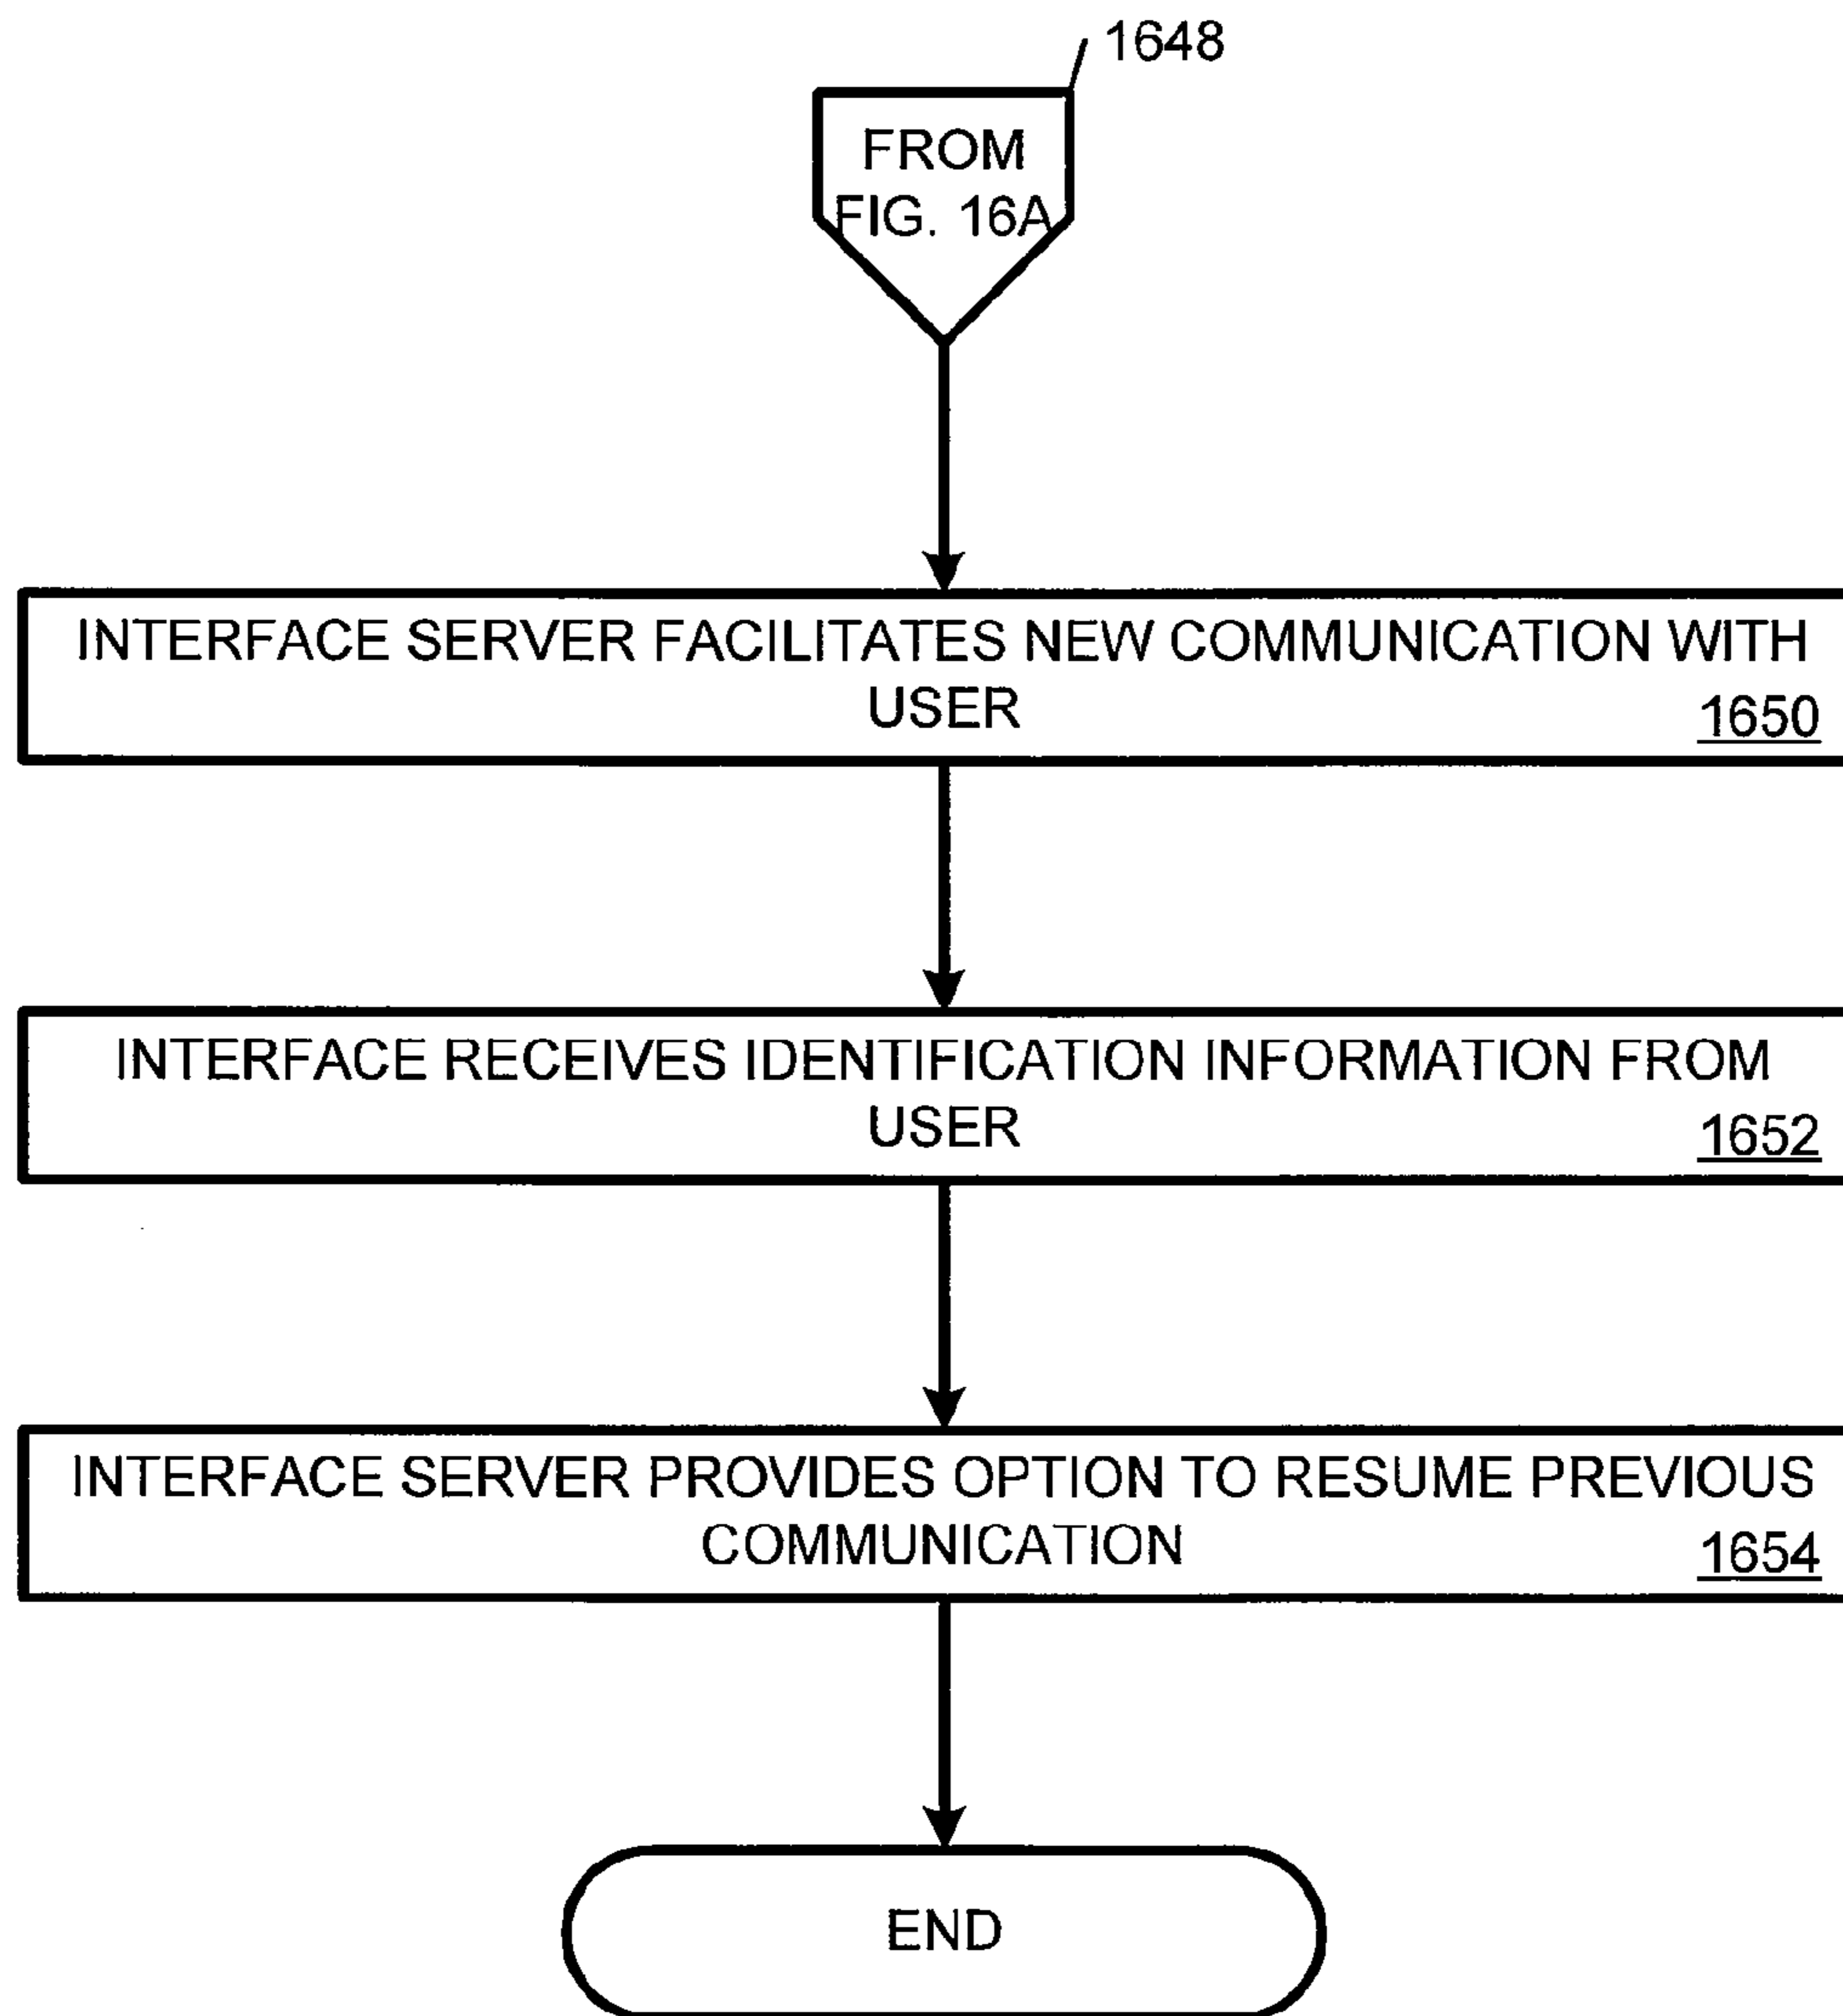 1648
FROM
FIG. 16A
INTERFACE SERVER FACILITATES NEW COMMUNICATION WITH
USER
1650
INTERFACE RECEIVES IDENTIFICATION INFORMATION FROM
USER
1652
INTERFACE SERVER PROVIDES OPTION TO RESUME PREVIOUS
COMMUNICATION
1654
END